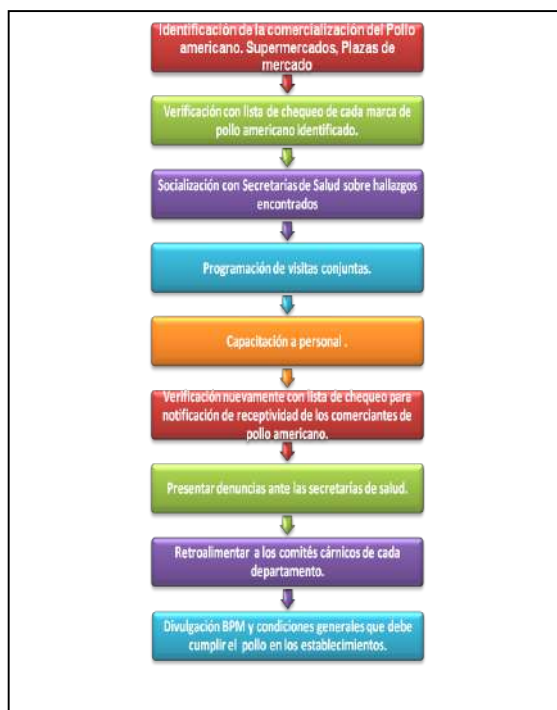 Identificación de la comercialización del Pollo
americano. Supermercados, Plazas de
mercado
Verificación con lista de chequeo de cada marca de
pollo americano identificado.
Socialización con Secretarias de Salud sobre hallazgos
encontrados
Programación de visitas conjuntas.
Capacitación a personal .
Verificación nuevamente con lista de chequeo para
notificación de receptividad de los comerciantes de
pollo americano.
Presentar denuncias ante las secretarías de salud.
Retroalimentar a los comités cárnicos de cada
departamento.
Divulgación BPM y condiciones generales que debe
cumplir el pollo en los establecimientos.